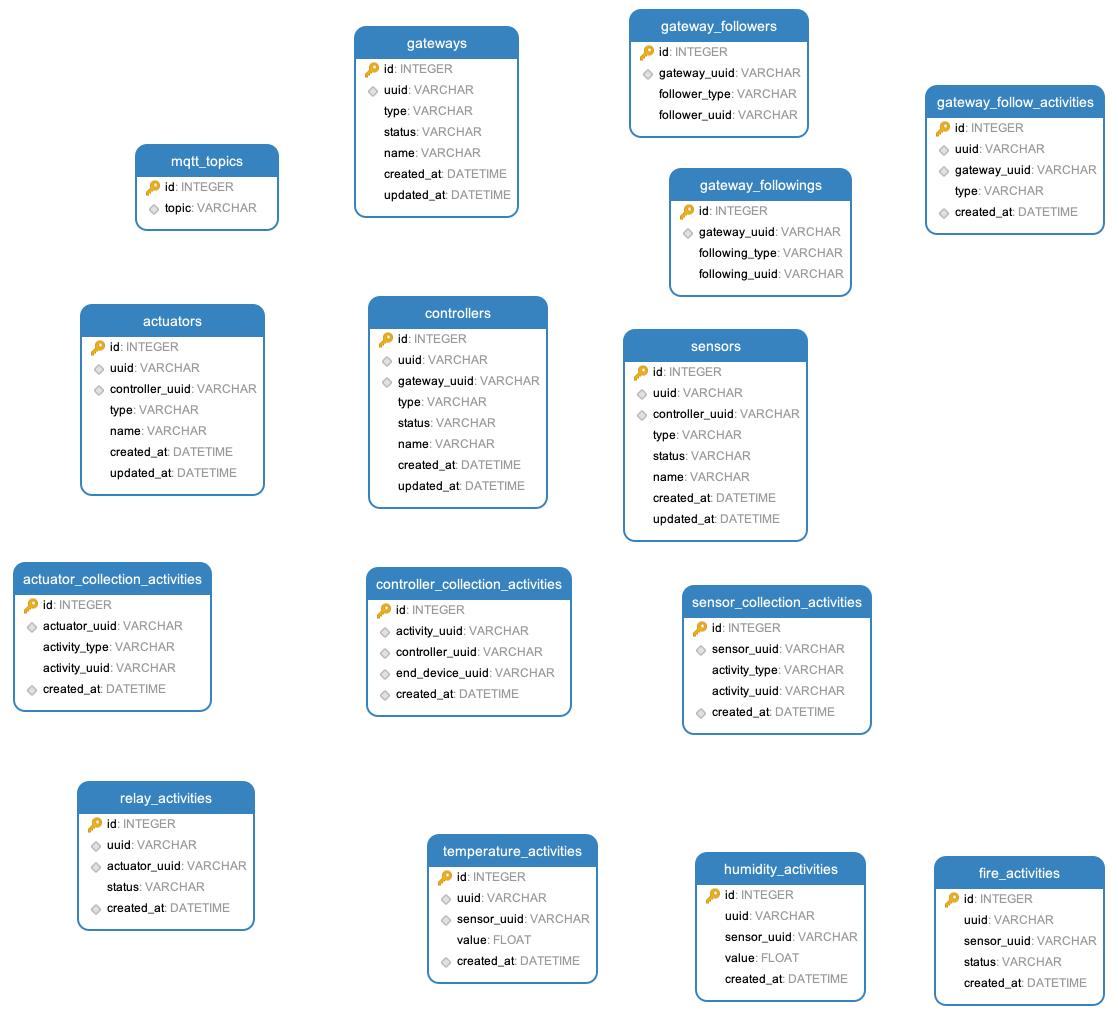 gateways
id: INTEGER
uuid: VARCHAR
type: VARCHAR
status: VARCHAR
name: VARCHAR
created_at: DATETIME
updated_at: DATETIME
gateway_followers
id: INTEGER
gateway_uuid: VARCHAR
follower_type: VARCHAR
follower_uuid: VARCHAR
gateway_follow_activities
id: INTEGER
uuid: VARCHAR
gateway_uuid: VARCHAR
type: VARCHAR
created_at: DATETIME
mqtt_topics
id: INTEGER
topic: VARCHAR
gateway_followings
id: INTEGER
gateway_uuid: VARCHAR
following_type: VARCHAR
following_uuid: VARCHAR
actuators
id: INTEGER
uuid: VARCHAR
controller_uuid: VARCHAR
type: VARCHAR
name: VARCHAR
created_at: DATETIME
updated_at: DATETIME
controllers
id: INTEGER
uuid: VARCHAR
gateway_uuid: VARCHAR
type: VARCHAR
status: VARCHAR
name: VARCHAR
created_at: DATETIME
updated_at: DATETIME
sensors
id: INTEGER
uuid: VARCHAR
controller_uuid: VARCHAR
type: VARCHAR
status: VARCHAR
name: VARCHAR
created_at: DATETIME
updated_at: DATETIME
actuator_collection_activities
id: INTEGER
actuator_uuid: VARCHAR
activity_type: VARCHAR
activity_uuid: VARCHAR
created_at: DATETIME
controller_collection_activities
id: INTEGER
activity_uuid: VARCHAR
controller_uuid: VARCHAR
end_device_uuid: VARCHAR
created_at: DATETIME
sensor_collection_activities
id: INTEGER
sensor_uuid: VARCHAR
activity_type: VARCHAR
activity_uuid: VARCHAR
created_at: DATETIME
relay_activities
id: INTEGER
uuid: VARCHAR
actuator_uuid: VARCHAR
status: VARCHAR
created_at: DATETIME
temperature_activities
id: INTEGER
uuid: VARCHAR
sensor_uuid: VARCHAR
value: FLOAT
created_at: DATETIME
humidity_activities
id: INTEGER
uuid: VARCHAR
sensor_uuid: VARCHAR
value: FLOAT
created_at: DATETIME
fire_activities
id: INTEGER
uuid: VARCHAR
sensor_uuid: VARCHAR
status: VARCHAR
created_at: DATETIME